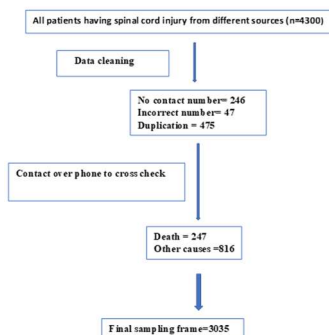 All patients having spinal cord injury from different sources (n=4300)
Data cleaning
No contact number= 246
Incorrect number= 47
Duplication = 475
Contact over phone to cross check
Death = 247
Other causes =816
Final sampling frame=3035